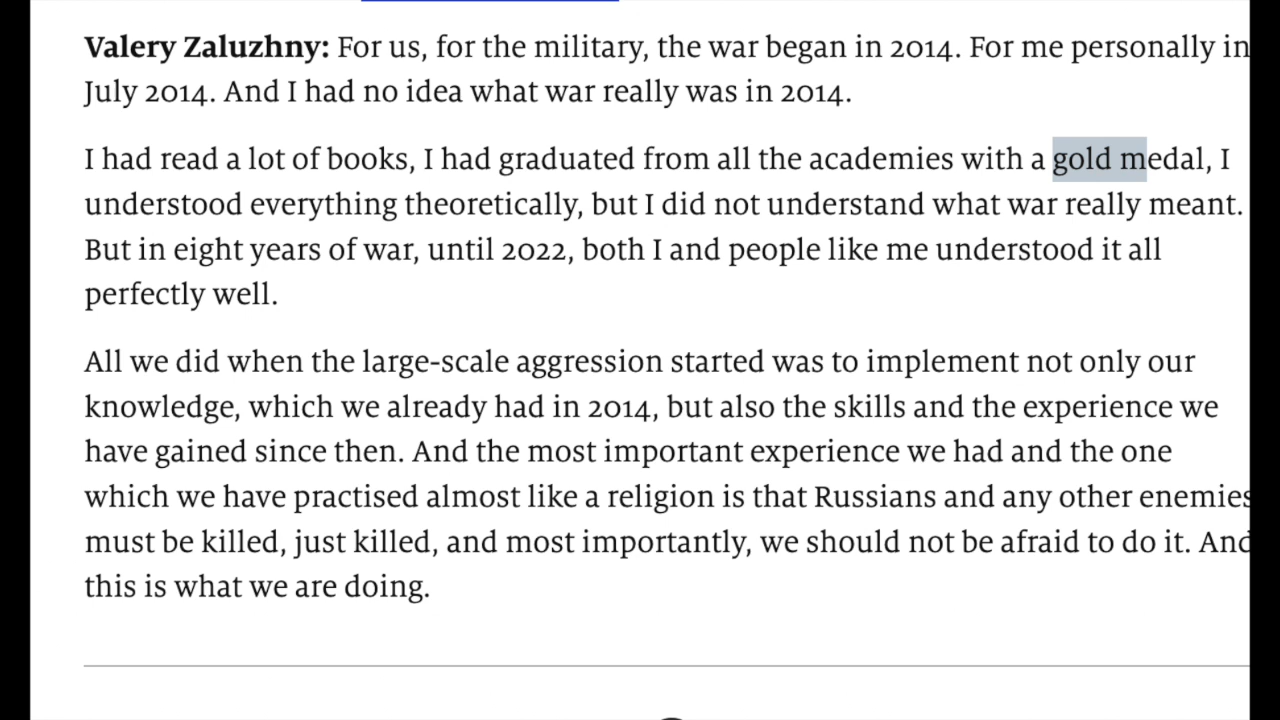 Valery Zaluzhny: For us, for the military, the war began in 2014. For me personally in
July 2014. And I had no idea what war really was in 2014.
I had read a lot of books, I had graduated from all the academies with a gold medal, I
understood everything theoretically, but I did not understand what war really meant.
But in eight years of war, until 2022, both I and people like me understood it all
perfectly well.
All we did when the large-scale aggression started was to implement not only our
knowledge, which we already had in 2014, but also the skills and the experience we
have gained since then. And the most important experience we had and the one
which we have practised almost like a religion is that Russians and any other enemies
must be killed, just killed, and most importantly, we should not be afraid to do it. And
this is what we are doing.